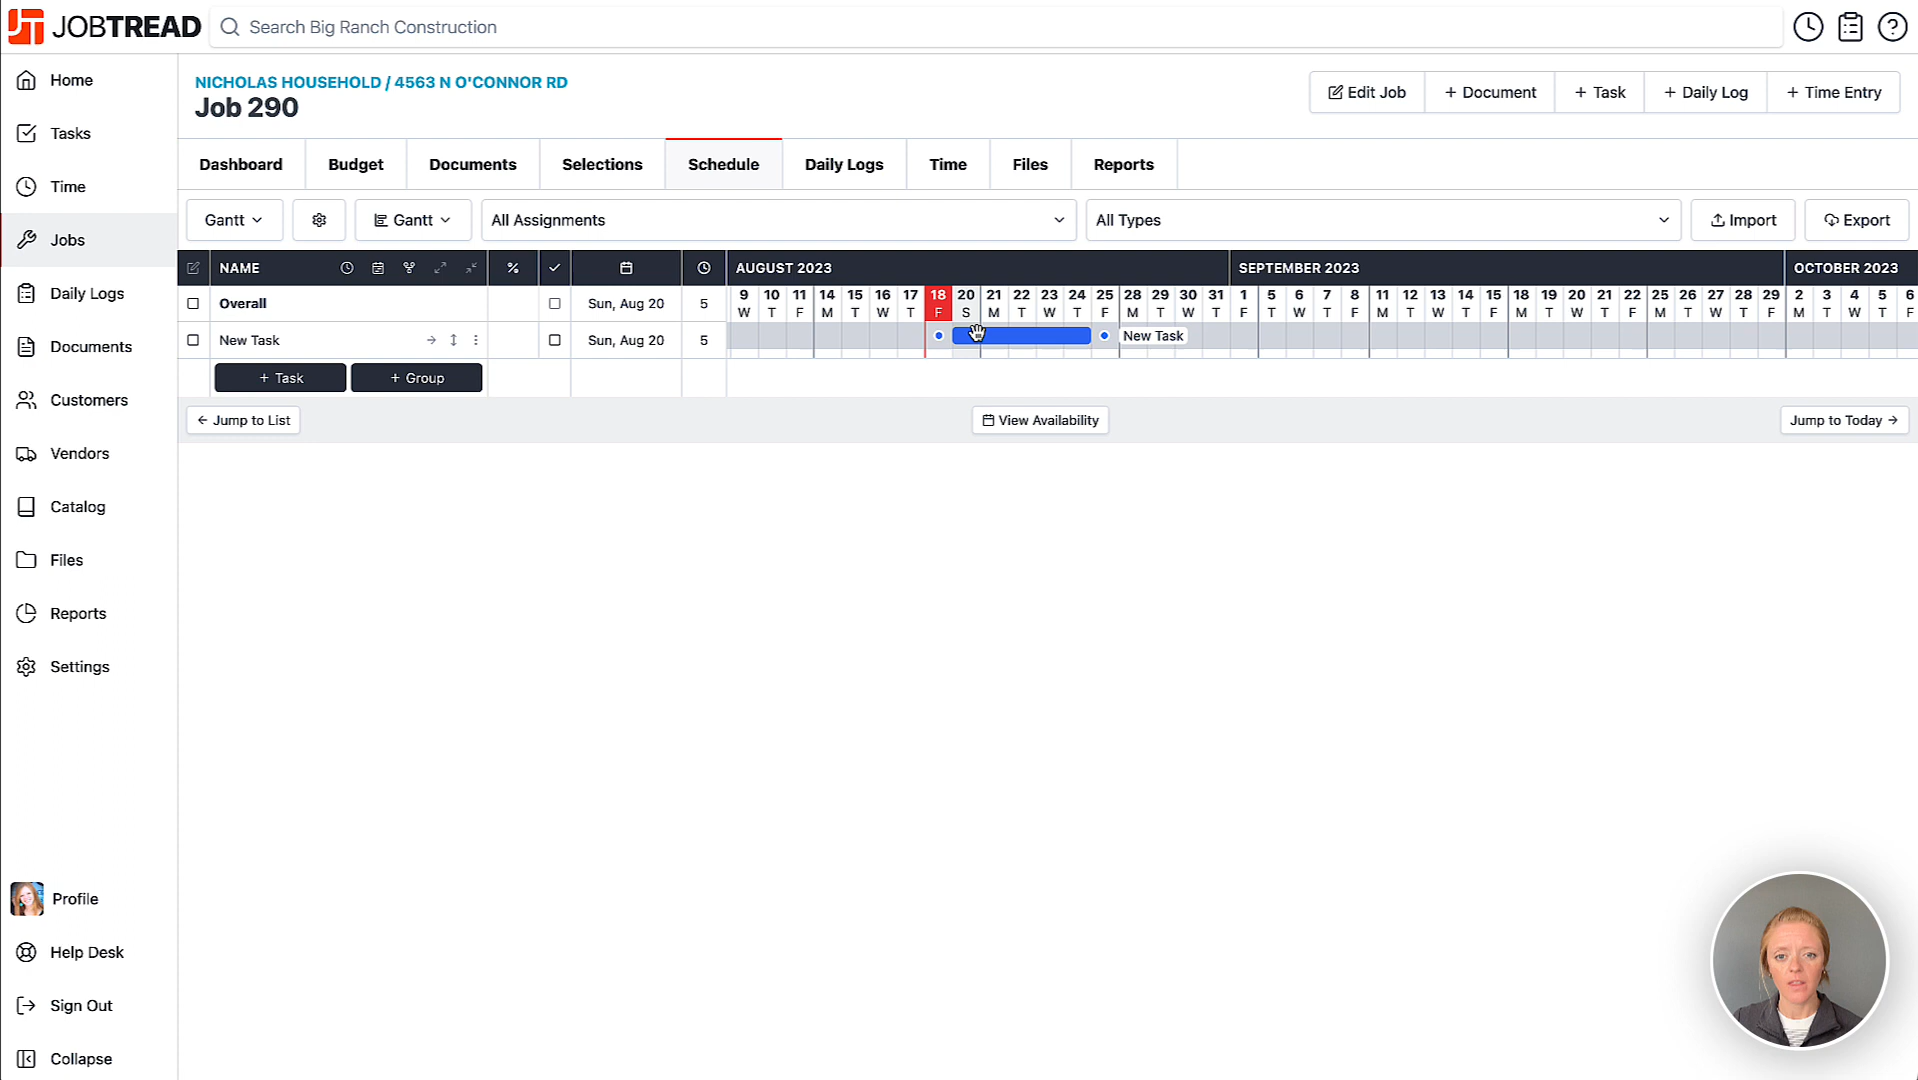 JOBTREAD
Search Big Ranch Construction
Home
Tasks
Time
Jobs
Daily Logs
Documents
Customers
Vendors
Catalog
Files
Reports
Settings
Profile
Help Desk
Sign Out
Collapse
NICHOLAS HOUSEHOLD / 4563 N O'CONNOR RD
Job 290
Edit Job + Document + Task + Daily Log + Time Entry
Dashboard Budget Documents Selections Schedule Daily Logs Time Files Reports
Gantt Gantt All Assignments All Types Import Export
NAME % AUGUST 2023 SEPTEMBER 2023 OCTOBER 2023
Overall Sun, Aug 20 5
9 10 11 14 15 16 17 18 20 21 22 23 24 25 28 29 30 31 1 5 6 7 8 11 12 13 14 15 18 19 20 21 22 25 26 27 28 29 2 3 4 5 6
W T F M T W T F S M T W T F M T W T F T W T F M T W T F M T W T F M T W T F M T W T F
New Task Sun, Aug 20 5 New Task
+ Task + Group
← Jump to List View Availability Jump to Today →